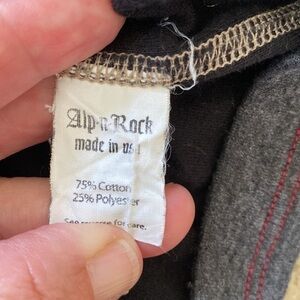 Alp-n-Rock
made in usa
75% Cotton
25% Polyester
See reverse for care.